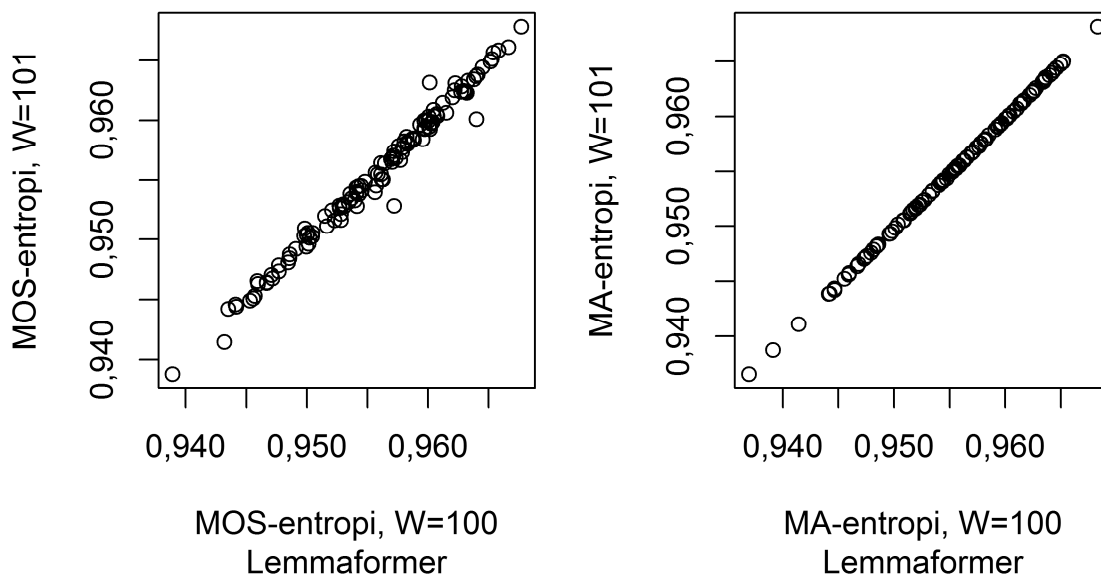 MOS-entropi, W=101
0,960
0,950
0,940
0,940 0,950 0,960
MOS-entropi, W=100
Lemmaformer
MA-entropi, W=101
0,960
0,950
0,940
0,940 0,950 0,960
MA-entropi, W=100
Lemmaformer